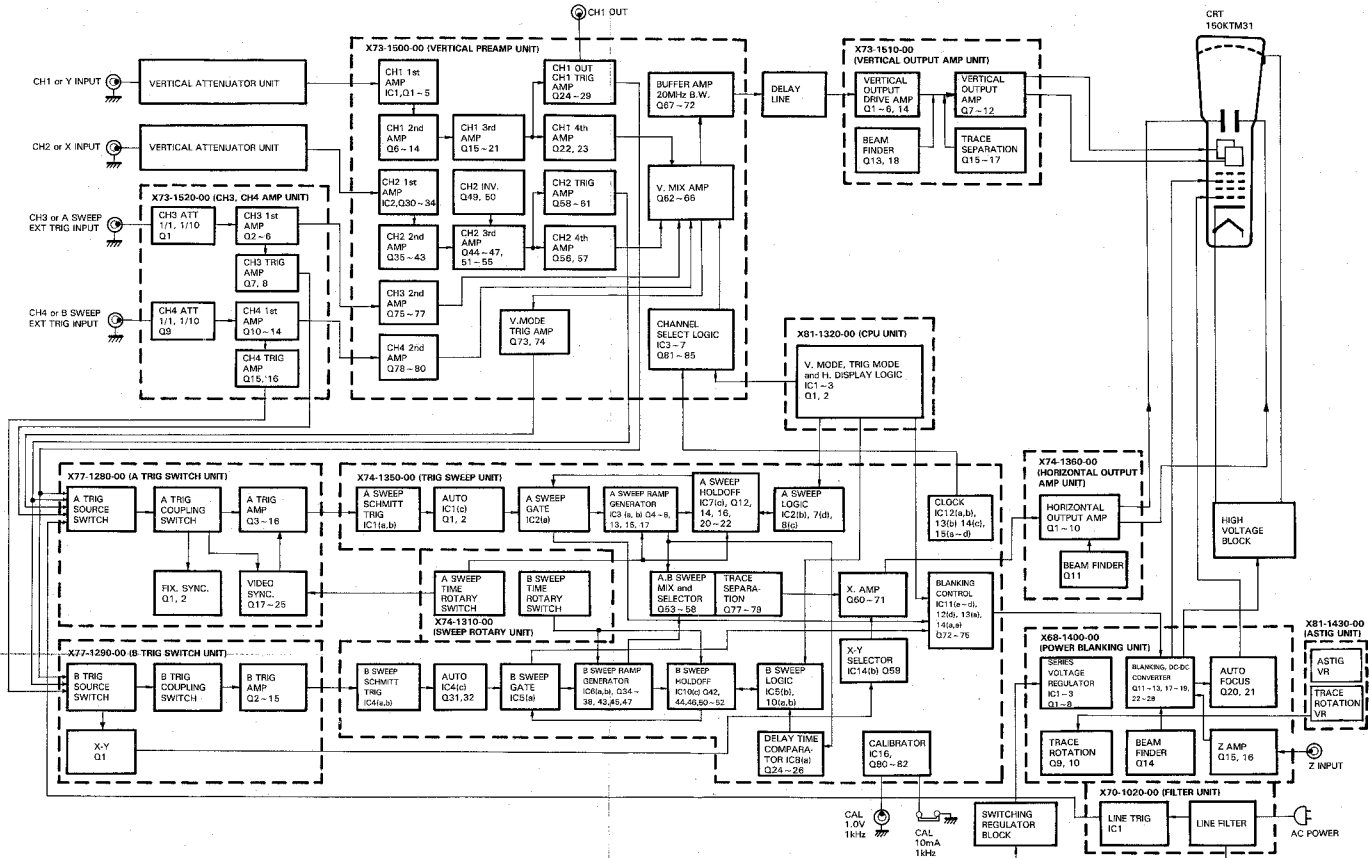 CH1 OUT
CRT
150KTM31
X73-1500-00 (VERTICAL PREAMP UNIT)
X73-1510-00
(VERTICAL OUTPUT AMP UNIT)
CH1 or Y INPUT
VERTICAL ATTENUATOR UNIT
CH1 1st
AMP
IC1,Q1~5
CH1 OUT
CH1 TRIG
AMP
Q24~29
BUFFER AMP
20MHz B.W.
Q67~72
DELAY
LINE
VERTICAL
OUTPUT
DRIVE AMP
Q1~6, 14
VERTICAL
OUTPUT
AMP
Q7~12
CH1 2nd
AMP
Q6~14
CH1 3rd
AMP
Q15~21
CH1 4th
AMP
Q22, 23
BEAM
FINDER
Q13, 18
TRACE
SEPARATION
Q15~17
CH2 or X INPUT
VERTICAL ATTENUATOR UNIT
CH2 1st
AMP
IC2,Q30~34
CH2 INV.
Q49, 50
CH2 TRIG
AMP
Q58~61
V. MIX AMP
Q62~66
X73-1520-00 (CH3, CH4 AMP UNIT)
CH3 or A SWEEP
EXT TRIG INPUT
CH3 ATT
1/1, 1/10
Q1
CH3 1st
AMP
Q2~6
CH2 2nd
AMP
Q35~43
CH2 3rd
AMP
Q44~47,
51~55
CH2 4th
AMP
Q56, 57
CH3 TRIG
AMP
Q7, 8
CH3 2nd
AMP
Q75~77
CH4 or B SWEEP
EXT TRIG INPUT
CH4 ATT
1/1, 1/10
Q9
CH4 1st
AMP
Q10~14
V.MODE
TRIG AMP
Q73, 74
CHANNEL
SELECT LOGIC
IC3~7
Q81~85
X81-1320-00 (CPU UNIT)
CH4 TRIG
AMP
Q15, 16
CH4 2nd
AMP
Q78~80
V. MODE, TRIG MODE
and H. DISPLAY LOGIC
IC1~3
Q1, 2
X77-1280-00 (A TRIG SWITCH UNIT)
X74-1350-00 (TRIG SWEEP UNIT)
X74-1360-00
(HORIZONTAL OUTPUT
AMP UNIT)
A TRIG
SOURCE
SWITCH
A TRIG
COUPLING
SWITCH
A TRIG
AMP
Q3~16
A SWEEP
SCHMITT
TRIG
IC1(a,b)
AUTO
IC1(c)
Q1, 2
A SWEEP
GATE
IC2(a)
A SWEEP RAMP
GENERATOR
IC3 (a, b) Q4~6,
13, 15, 17
A SWEEP
HOLDOFF
IC7(c), Q12,
14, 16,
20~22
A SWEEP
LOGIC
IC2(b), 7(d),
8(c)
CLOCK
IC12(a,b),
13(b) 14(c),
15(a~d)
HORIZONTAL
OUTPUT AMP
Q1~10
HIGH
VOLTAGE
BLOCK
BEAM FINDER
Q11
FIX. SYNC.
Q1, 2
VIDEO
SYNC.
Q17~25
A SWEEP
TIME
ROTARY
SWITCH
B SWEEP
TIME
ROTARY
SWITCH
X74-1310-00
(SWEEP ROTARY UNIT)
A.B SWEEP
MIX and
SELECTOR
Q53~58
TRACE
SEPARA-
TION
Q77~79
X. AMP
Q60~71
BLANKING
CONTROL
IC11(a~d),
12(d), 13(a),
14(a,e)
Q72~75
X68-1400-00
(POWER BLANKING UNIT)
X81-1430-00
(ASTIG UNIT)
X77-1290-00 (B TRIG SWITCH UNIT)
B TRIG
SOURCE
SWITCH
B TRIG
COUPLING
SWITCH
B TRIG
AMP
Q2~15
B SWEEP
SCHMITT
TRIG
IC4(a,b)
AUTO
IC4(c)
Q31,32
B SWEEP
GATE
IC5(a)
B SWEEP RAMP
GENERATOR
IC6(a,b), Q34~
38, 43,45,47
B SWEEP
HOLDOFF
IC10(c) Q42,
44,46,50~52
B SWEEP
LOGIC
IC5(b),
10(a,b)
X-Y
SELECTOR
IC14(b) Q59
SERIES
VOLTAGE
REGULATOR
IC1~3
Q1~8
BLANKING, DC-DC
CONVERTER
Q11~13, 17~19,
22~28
AUTO
FOCUS
Q20, 21
ASTIG
VR
TRACE
ROTATION
VR
X-Y
Q1
DELAY TIME
COMPARA-
TOR IC8(a)
Q24~26
CALIBRATOR
IC16,
Q80~82
TRACE
ROTATION
Q9, 10
BEAM
FINDER
Q14
Z AMP
Q15, 16
Z INPUT
X70-1020-00 (FILTER UNIT)
CAL
1.0V
1kHz
CAL
10mA
1kHz
SWITCHING
REGULATOR
BLOCK
LINE TRIG
IC1
LINE FILTER
AC POWER